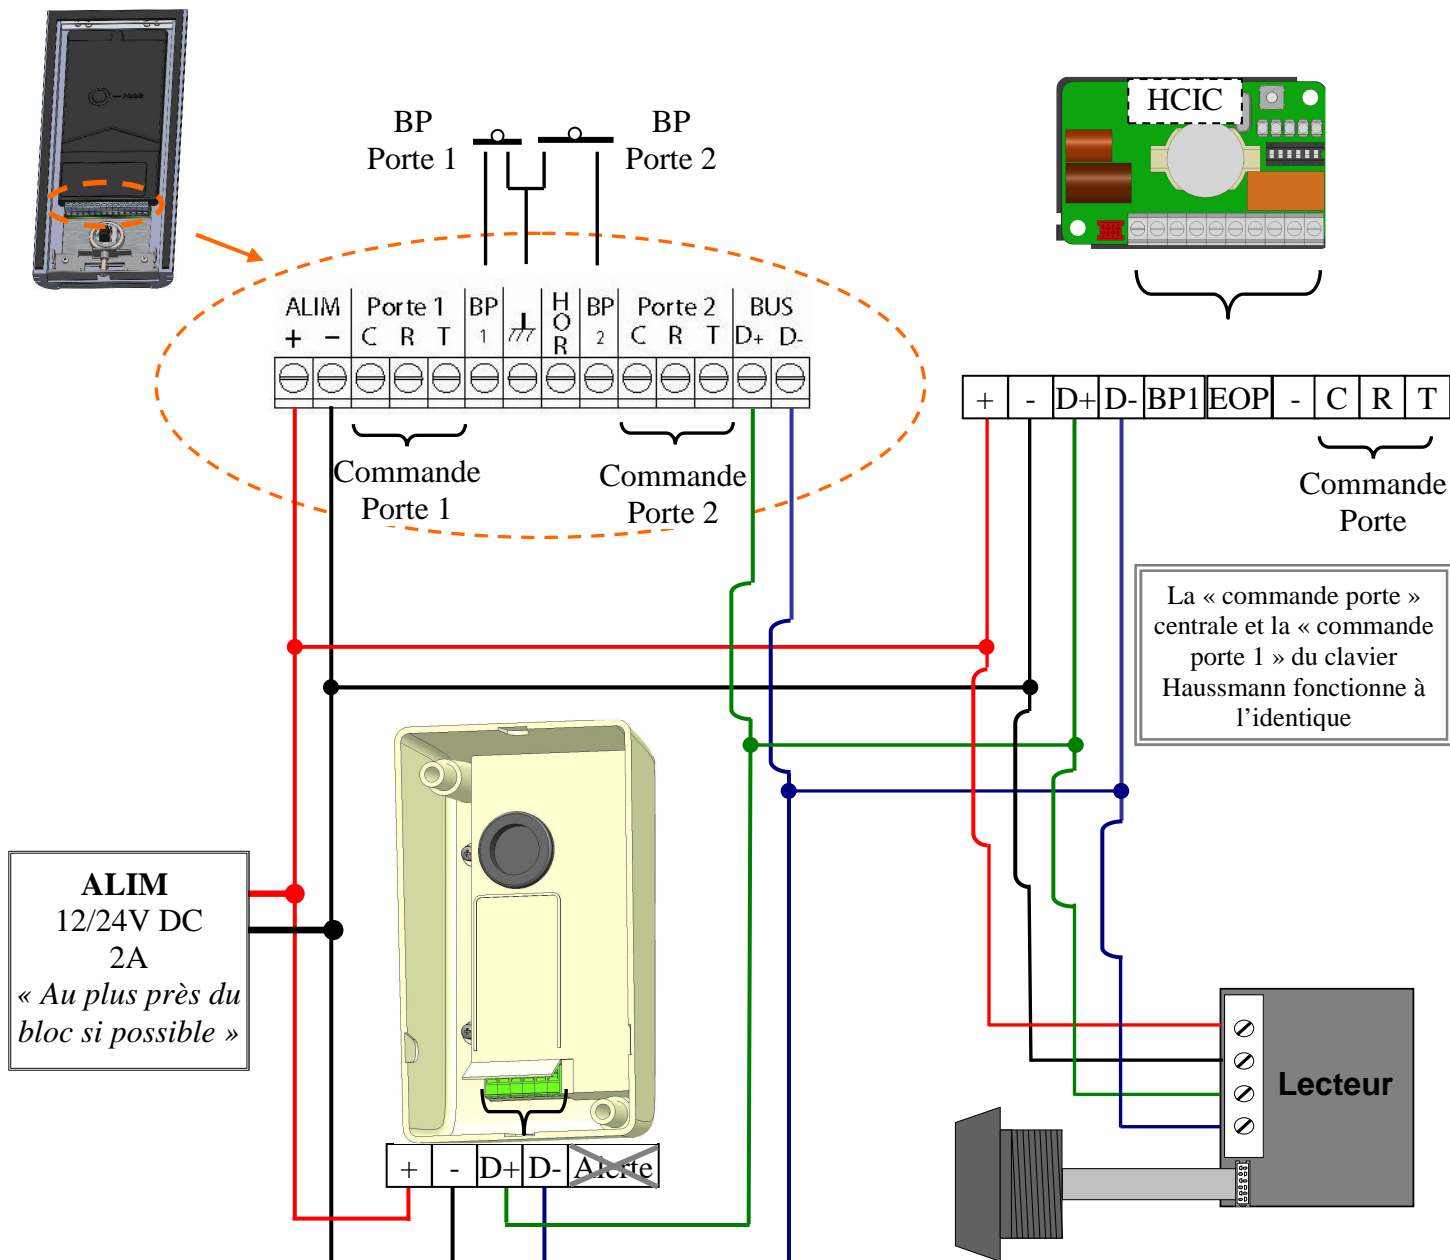 HCIC
BP
Porte 1
BP
Porte 2
ALIM Porte 1 BP 1 HOR BP 2 Porte 2 BUS
+ - C R T C R T D+ D-
+ - D+ D- BP1 EOP - C R T
Commande
Porte 1
Commande
Porte 2
Commande
Porte
La « commande porte »
centrale et la « commande
porte 1 » du clavier
Haussmann fonctionne à
l’identique
ALIM
12/24V DC
2A
« Au plus près du
bloc si possible »
Lecteur
+ - D+ D- Alerte